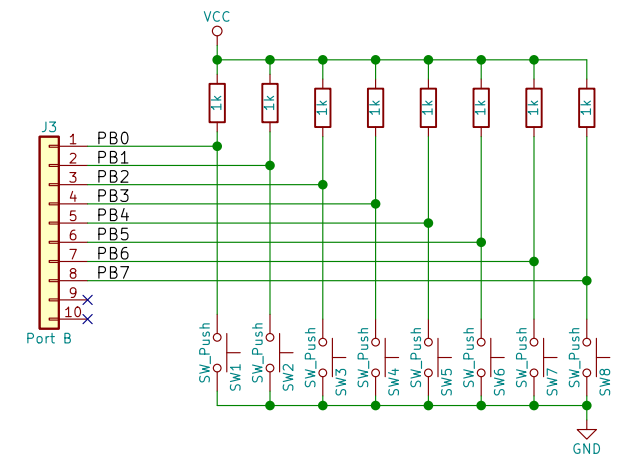 VCC
1k 1k 1k 1k 1k 1k 1k 1k
J3
1 PB0
2 PB1
3 PB2
4 PB3
5 PB4
6 PB5
7 PB6
8 PB7
9
10
Port B
SW_Push SW_Push SW_Push SW_Push SW_Push SW_Push SW_Push SW_Push
SW1 SW2 SW3 SW4 SW5 SW6 SW7 SW8
GND